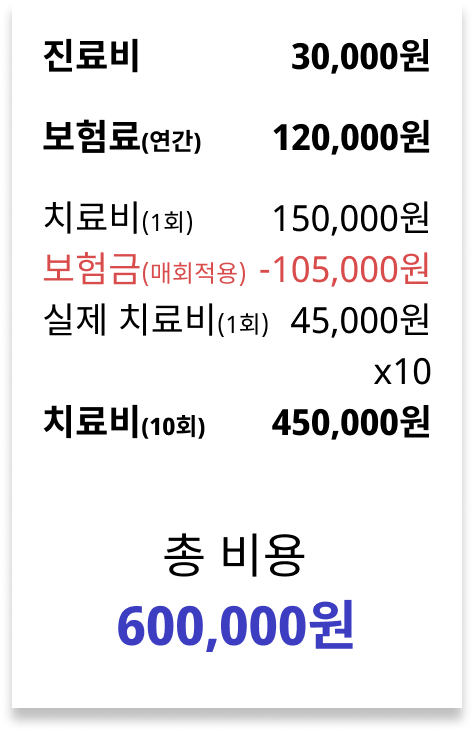 진료비 30,000원
보험료(연간) 120,000원
치료비(1회) 150,000원
보험금(매회적용) -105,000원
실제 치료비(1회) 45,000원
x10
치료비(10회) 450,000원
총 비용
600,000원